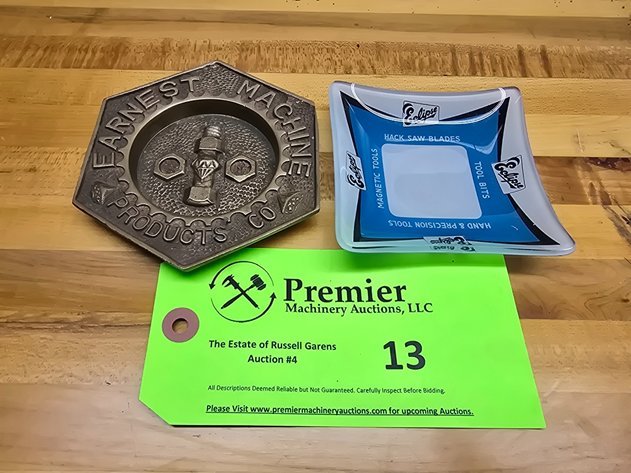 EARNEST MACHINE
PRODUCTS CO.
Eclipse
HACK SAW BLADES
Eclipse
MAGNETIC TOOLS
TOOL BITS
Eclipse
HAND & PRECISION TOOLS
Premier
Machinery Auctions, LLC
The Estate of Russell Garens
Auction #4
13
All Descriptions Deemed Reliable but Not Guaranteed. Carefully Inspect Before Bidding.
Please Visit www.premiermachineryauctions.com for upcoming Auctions.